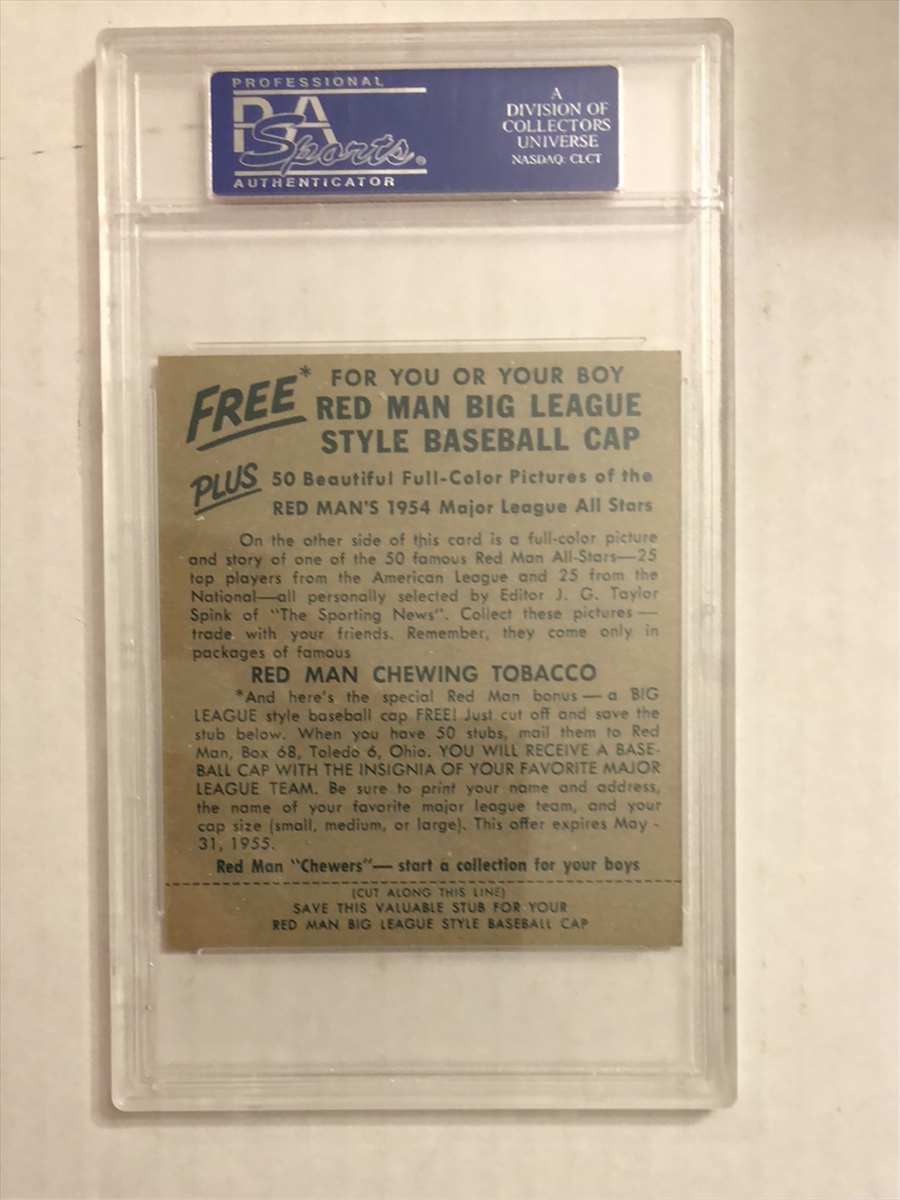 PROFESSIONAL
PSA
Sports®
AUTHENTICATOR
A
DIVISION OF
COLLECTORS
UNIVERSE
NASDAQ: CLCT
FREE* FOR YOU OR YOUR BOY
RED MAN BIG LEAGUE
STYLE BASEBALL CAP
PLUS 50 Beautiful Full-Color Pictures of the
RED MAN'S 1954 Major League All Stars
On the other side of this card is a full-color picture
and story of one of the 50 famous Red Man All-Stars—25
top players from the American League and 25 from the
National—all personally selected by Editor J. G. Taylor
Spink of "The Sporting News". Collect these pictures—
trade with your friends. Remember, they come only in
packages of famous
RED MAN CHEWING TOBACCO
*And here's the special Red Man bonus—a BIG
LEAGUE style baseball cap FREE! Just cut off and save the
stub below. When you have 50 stubs, mail them to Red
Man, Box 68, Toledo 6, Ohio. YOU WILL RECEIVE A BASE-
BALL CAP WITH THE INSIGNIA OF YOUR FAVORITE MAJOR
LEAGUE TEAM. Be sure to print your name and address,
the name of your favorite major league team, and your
cap size (small, medium, or large). This offer expires May -
31, 1955.
Red Man "Chewers"—start a collection for your boys
(CUT ALONG THIS LINE)
SAVE THIS VALUABLE STUB FOR YOUR
RED MAN BIG LEAGUE STYLE BASEBALL CAP